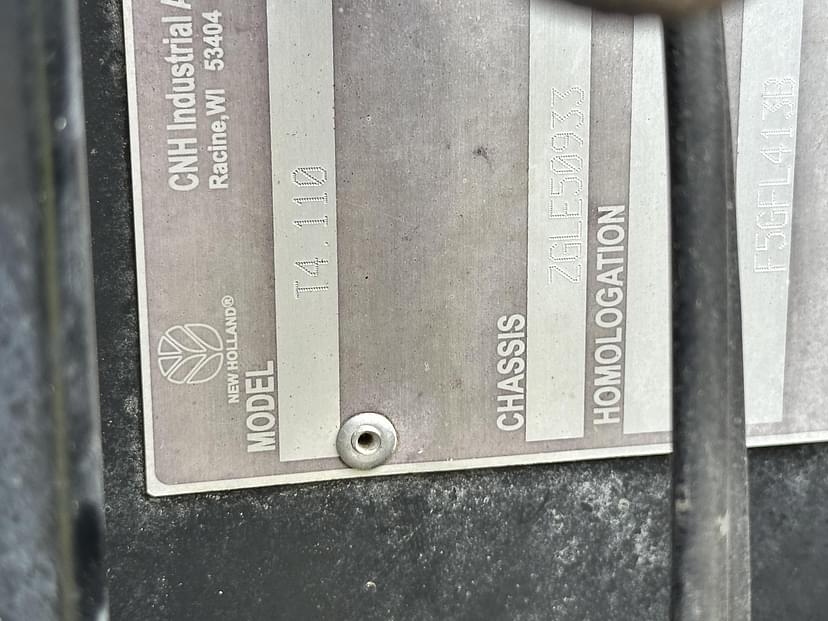 CNH Industrial A
Racine,WI 53404
NEW HOLLAND®
MODEL
T4.110
CHASSIS
ZGLE50933
HOMOLOGATION
F5GFL413B